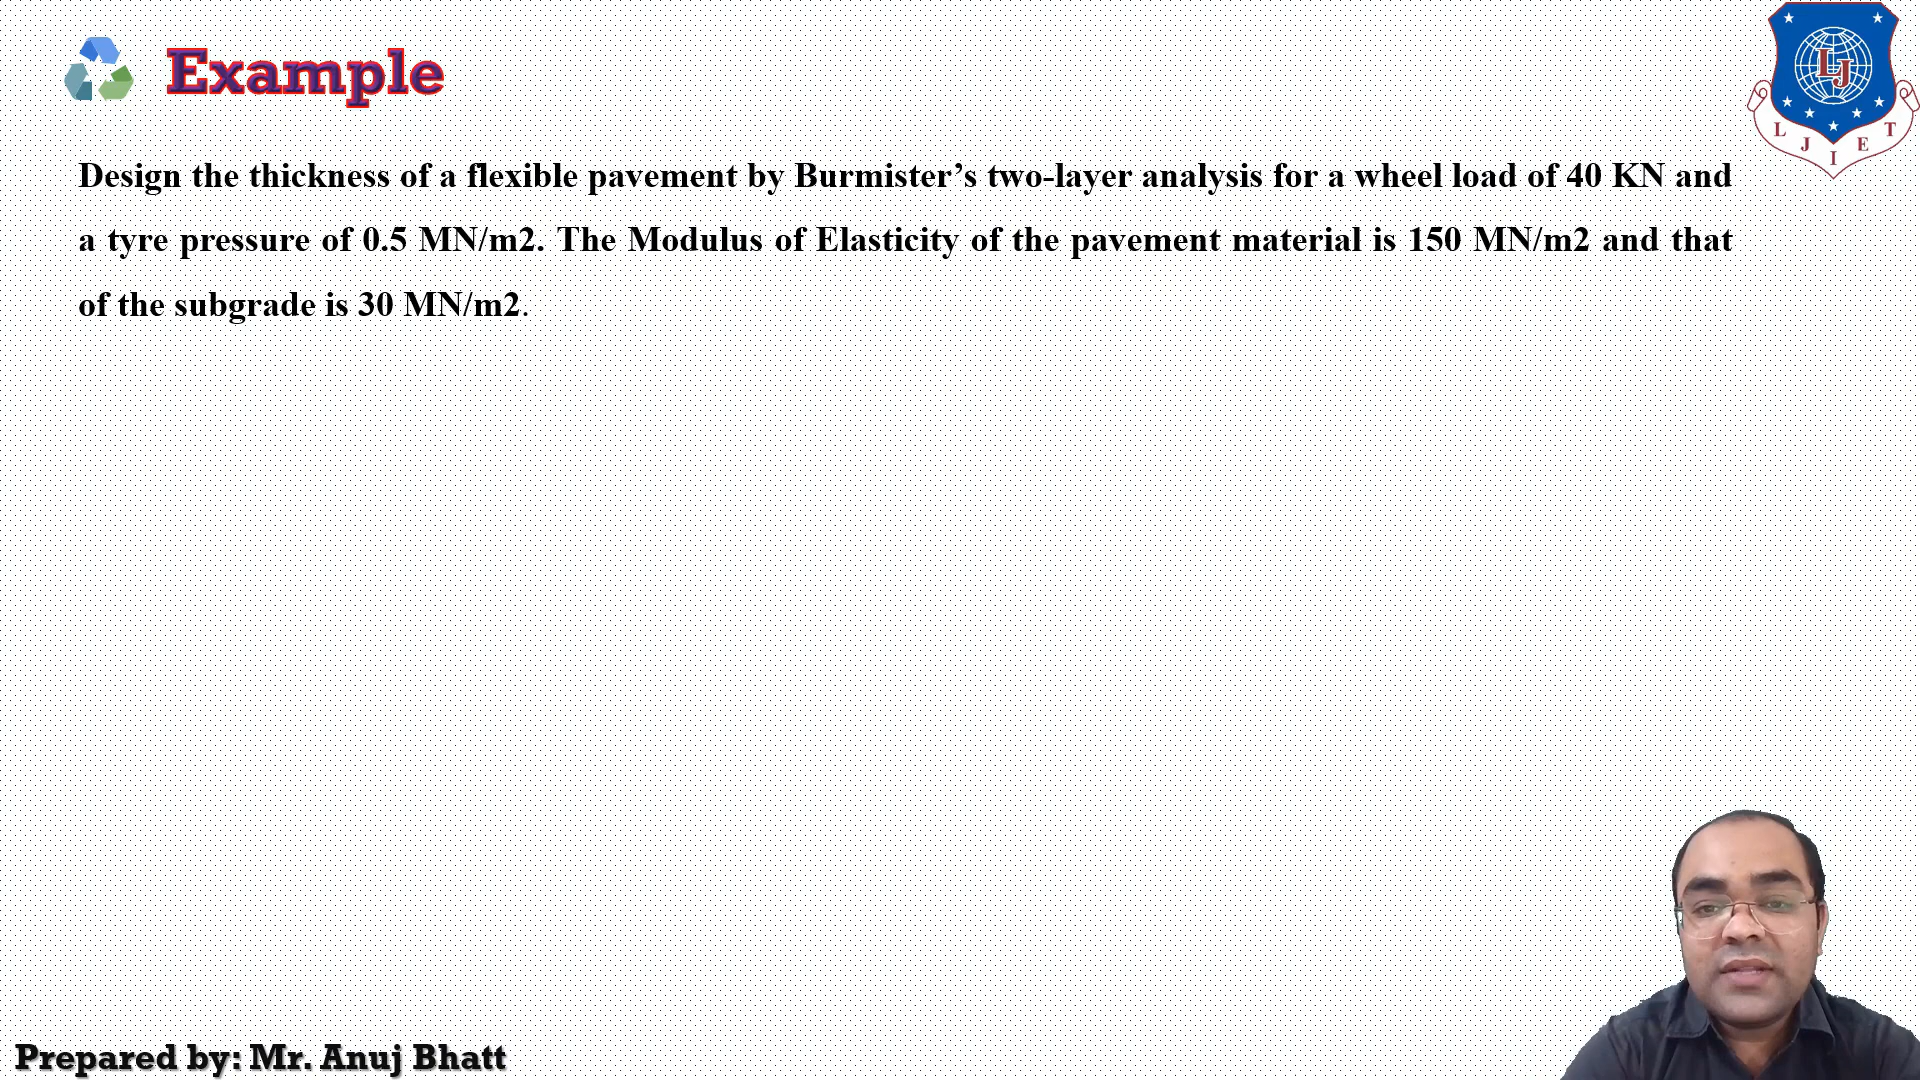 Example
Design the thickness of a flexible pavement by Burmister’s two-layer analysis for a wheel load of 40 KN and
a tyre pressure of 0.5 MN/m2. The Modulus of Elasticity of the pavement material is 150 MN/m2 and that
of the subgrade is 30 MN/m2.
LJ
L J I E T
Prepared by: Mr. Anuj Bhatt